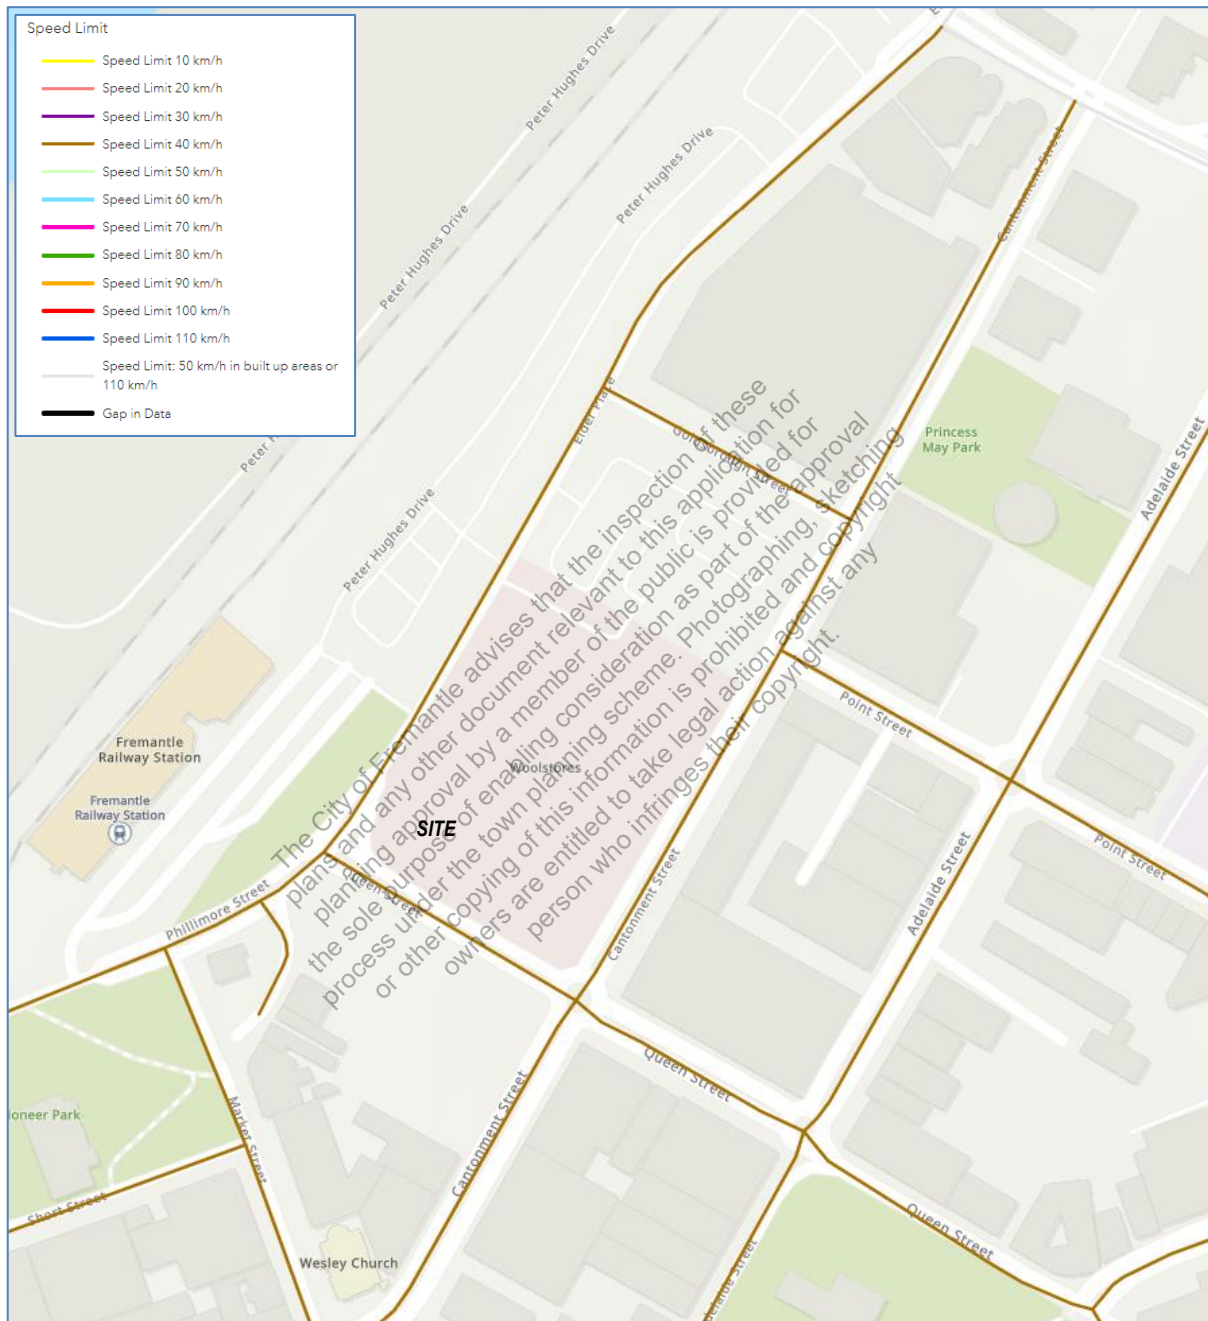 Speed Limit
Speed Limit 10 km/h
Speed Limit 20 km/h
Speed Limit 30 km/h
Speed Limit 40 km/h
Speed Limit 50 km/h
Speed Limit 60 km/h
Speed Limit 70 km/h
Speed Limit 80 km/h
Speed Limit 90 km/h
Speed Limit 100 km/h
Speed Limit 110 km/h
Speed Limit: 50 km/h in built up areas or
110 km/h
Gap in Data
Peter Hughes Drive
Peter Hughes Drive
Peter Hughes Drive
Peter H
Peter Hughes Drive
Cantonment Street
Elder Place
Goldsborough Street
Princess
May Park
Adelaide Street
Point Street
Point Street
Fremantle
Railway Station
Fremantle
Railway Station
Woolstores
SITE
Queen Street
Phillimore Street
Cantonment Street
Adelaide Street
Queen Street
Cantonment Street
Market Street
ioneer Park
Short Street
Wesley Church
Queen Street
delaide Street
The City of Fremantle advises that the inspection of these
plans and any other document relevant to this application for
planning approval by a member of the public is provided for
the sole purpose of enabling consideration as part of the approval
process under the town planning scheme. Photographing, sketching
or other copying of this information is prohibited and copyright
owners are entitled to take legal action against any
person who infringes their copyright.